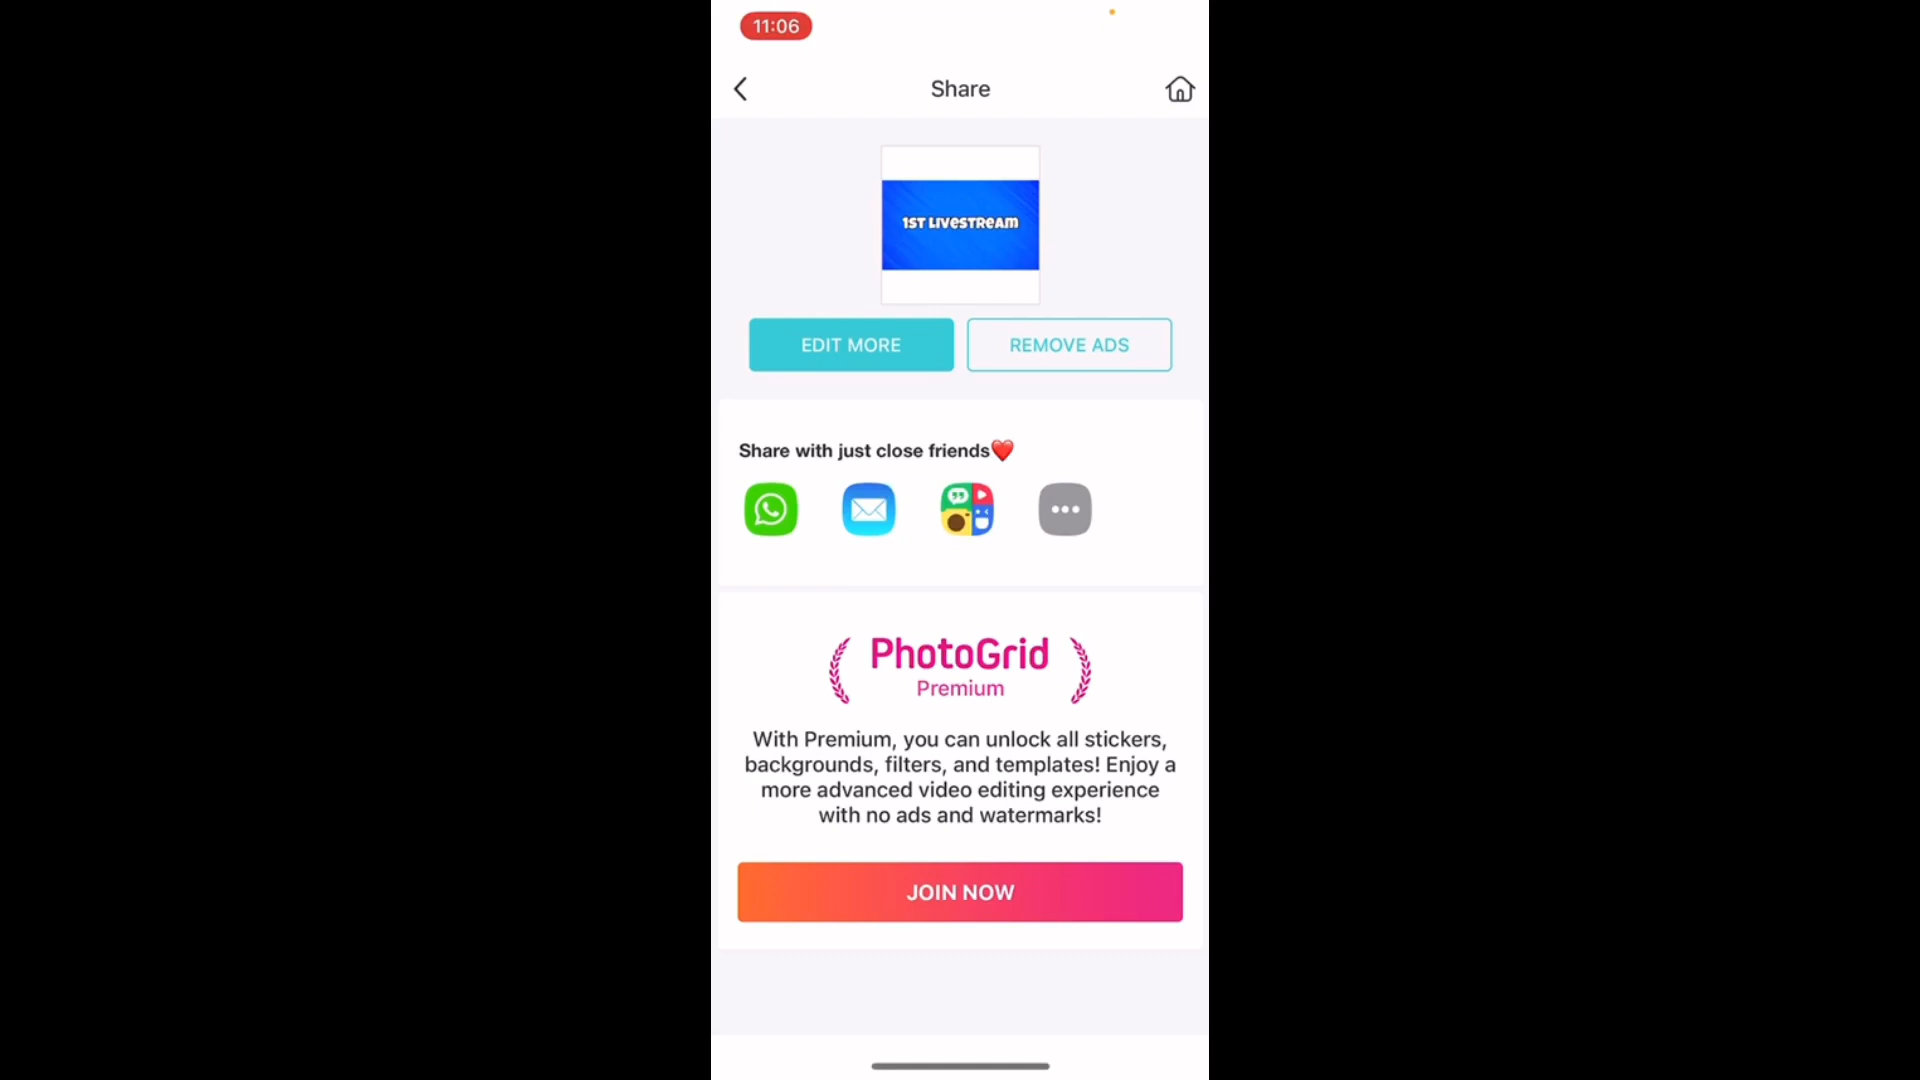 11:06
Share
1ST LIVESTREAM
EDIT MORE
REMOVE ADS
Share with just close friends❤️
PhotoGrid
Premium
With Premium, you can unlock all stickers,
backgrounds, filters, and templates! Enjoy a
more advanced video editing experience
with no ads and watermarks!
JOIN NOW